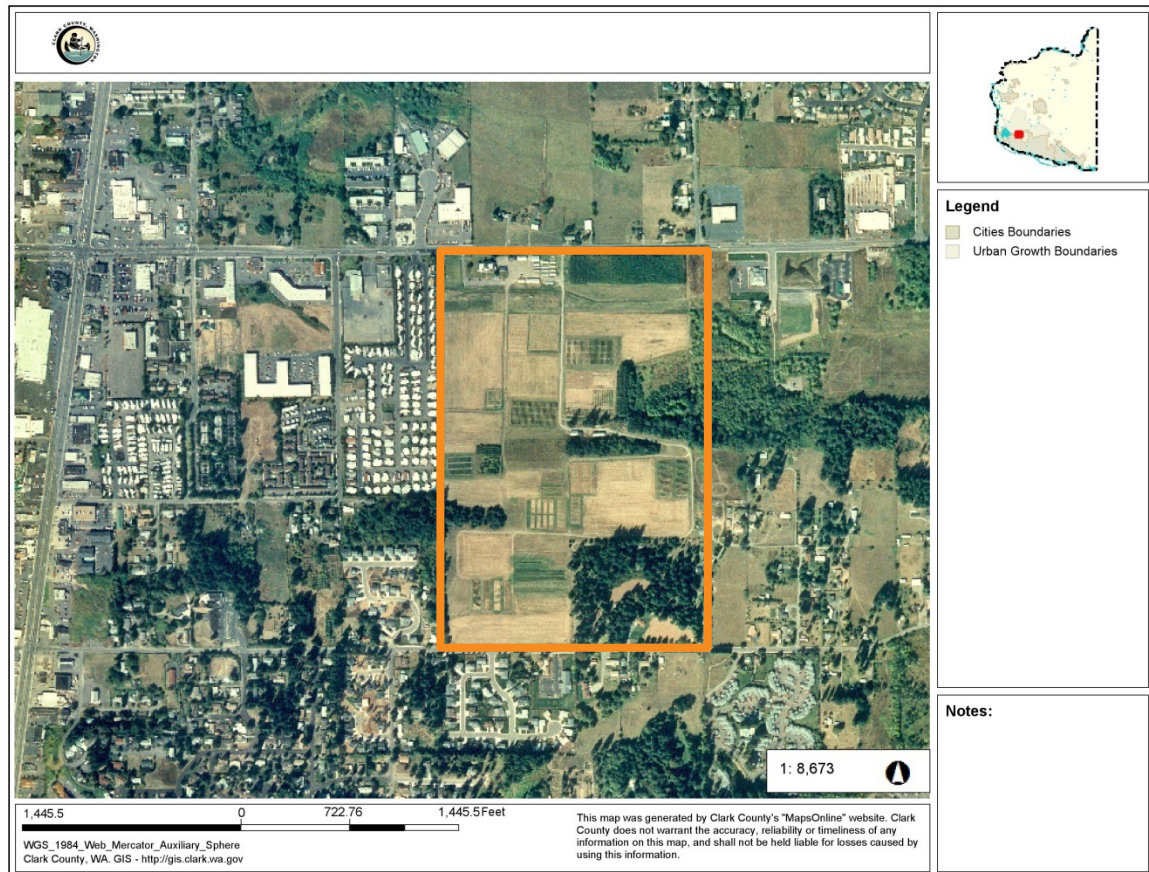 CLARK COUNTY, WASHINGTON
Legend
Cities Boundaries
Urban Growth Boundaries
Notes:
1: 8,673
1,445.5 0 722.76 1,445.5 Feet
WGS_1984_Web_Mercator_Auxiliary_Sphere
Clark County, WA. GIS - http://gis.clark.wa.gov
This map was generated by Clark County's "MapsOnline" website. Clark
County does not warrant the accuracy, reliability or timeliness of any
information on this map, and shall not be held liable for losses caused by
using this information.